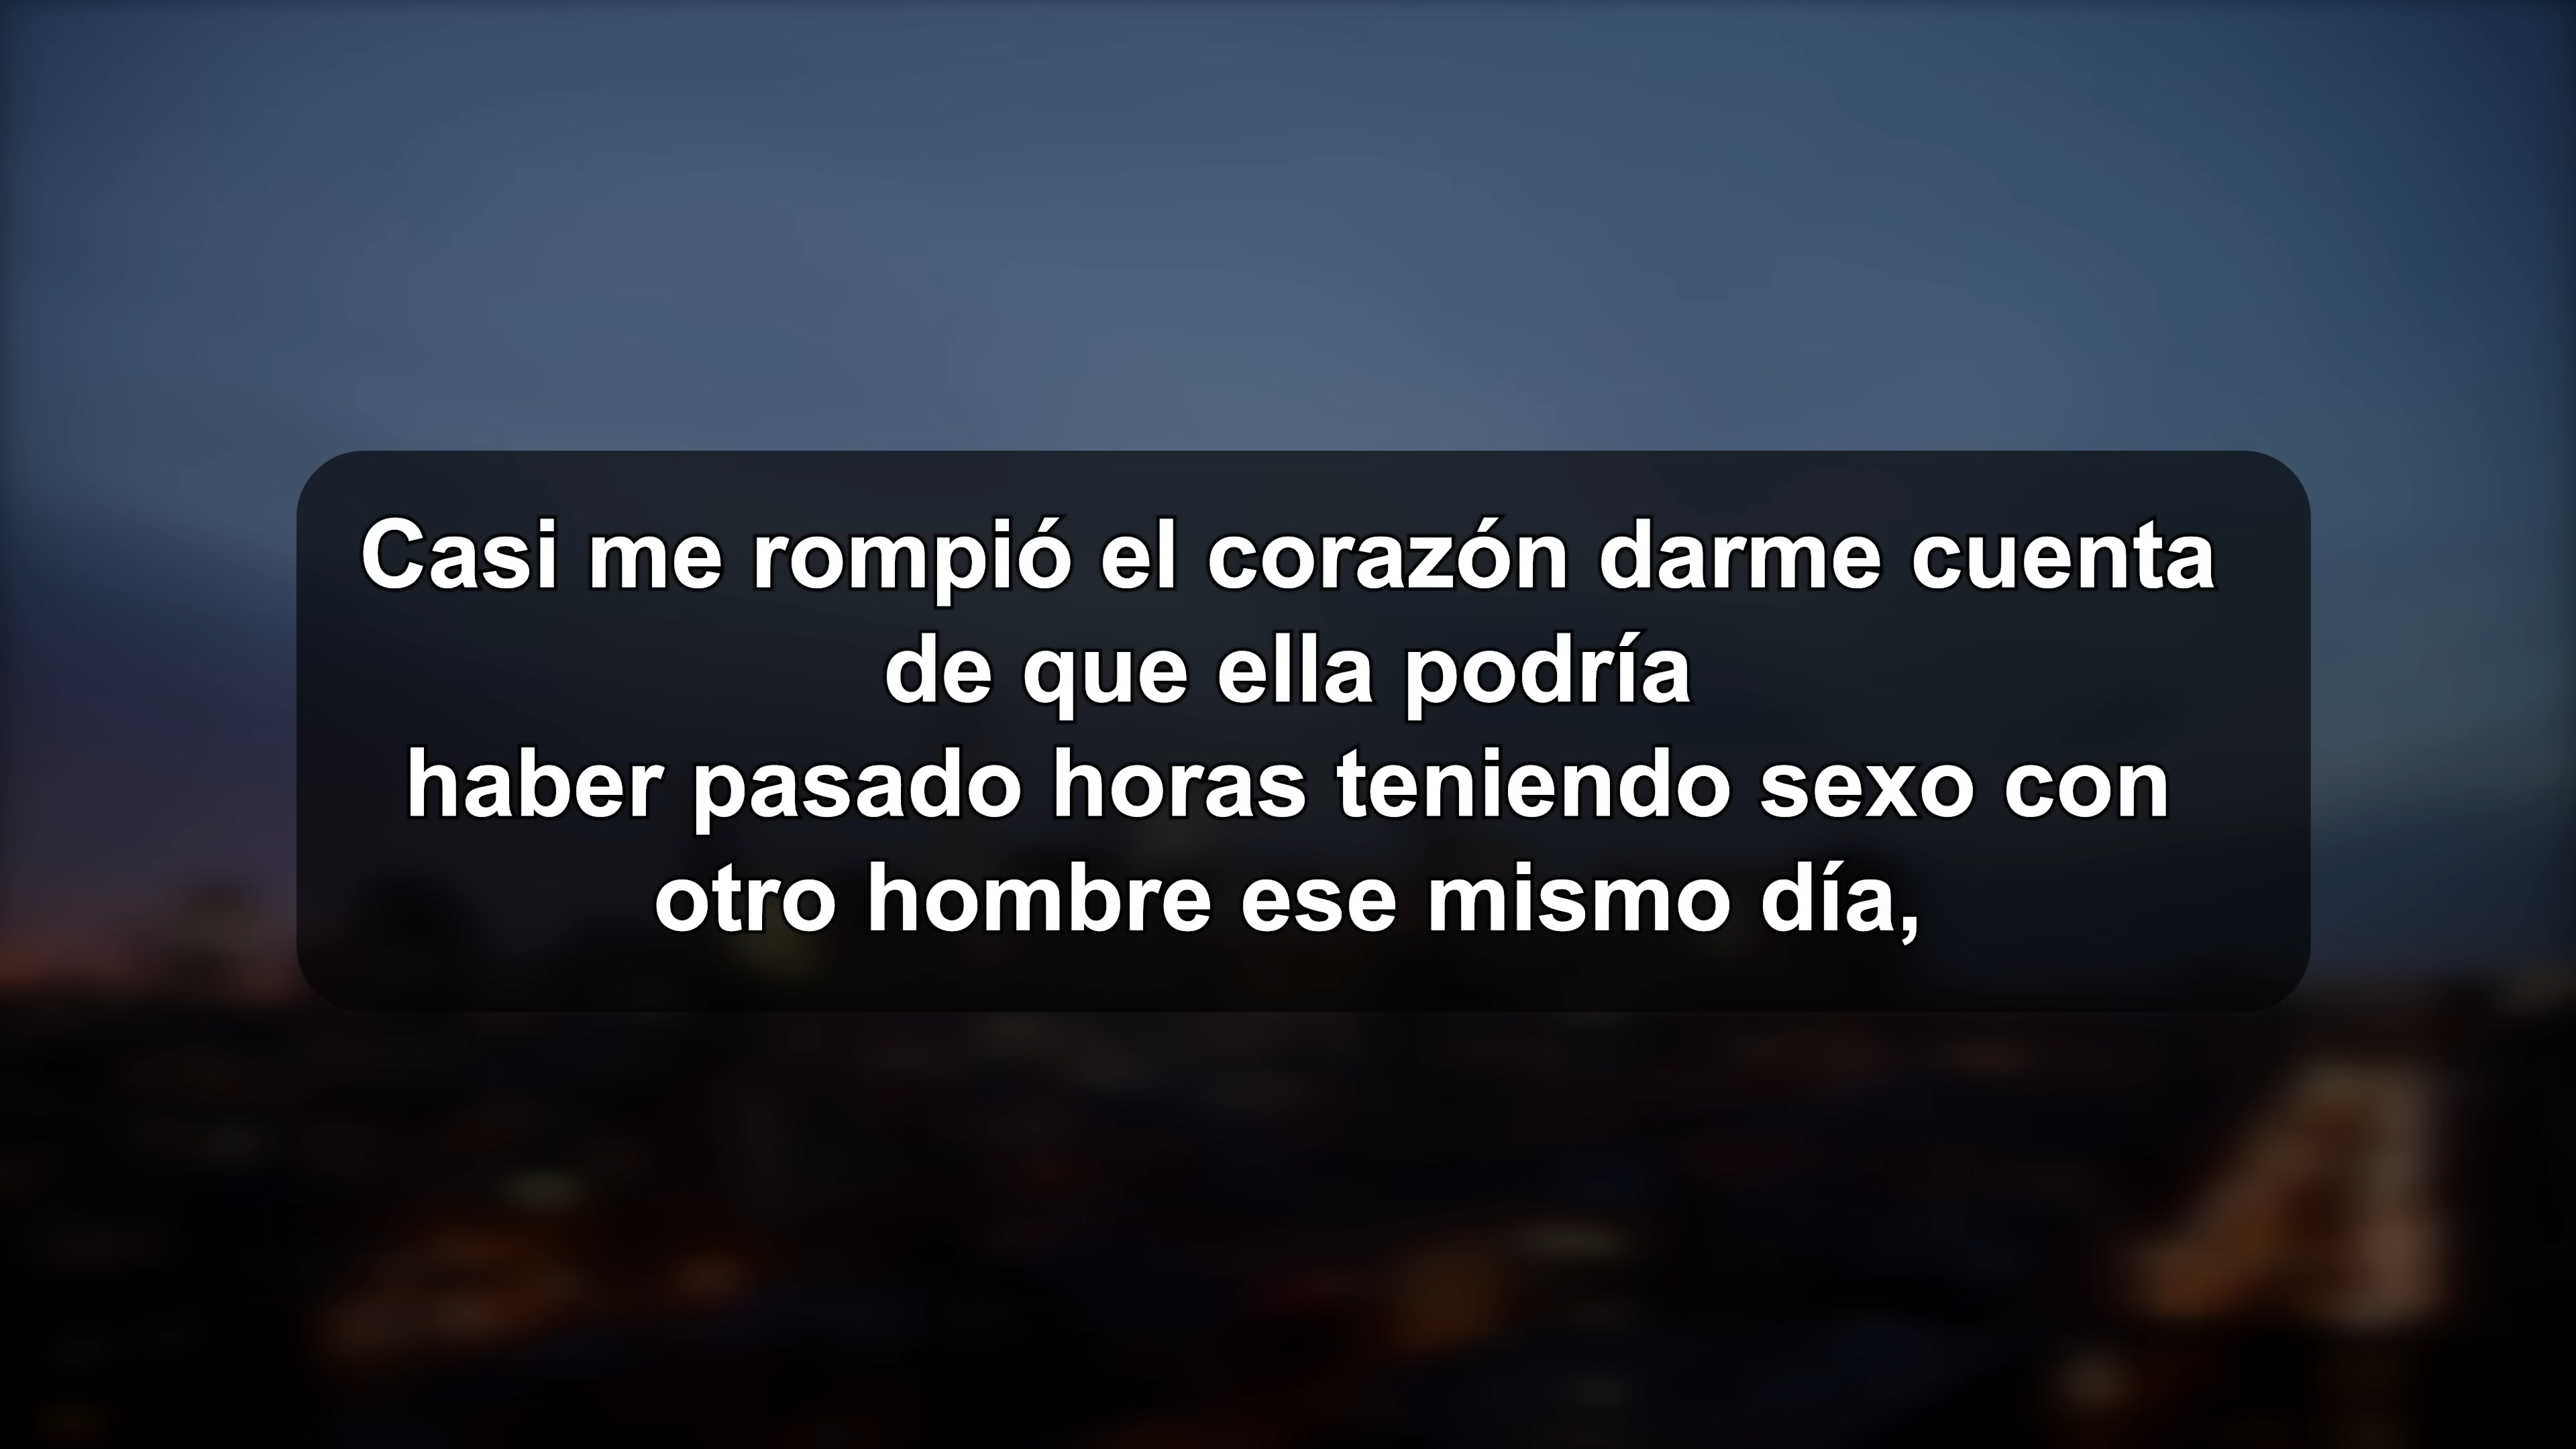 Casi me rompió el corazón darme cuenta
de que ella podría
haber pasado horas teniendo sexo con
otro hombre ese mismo día,